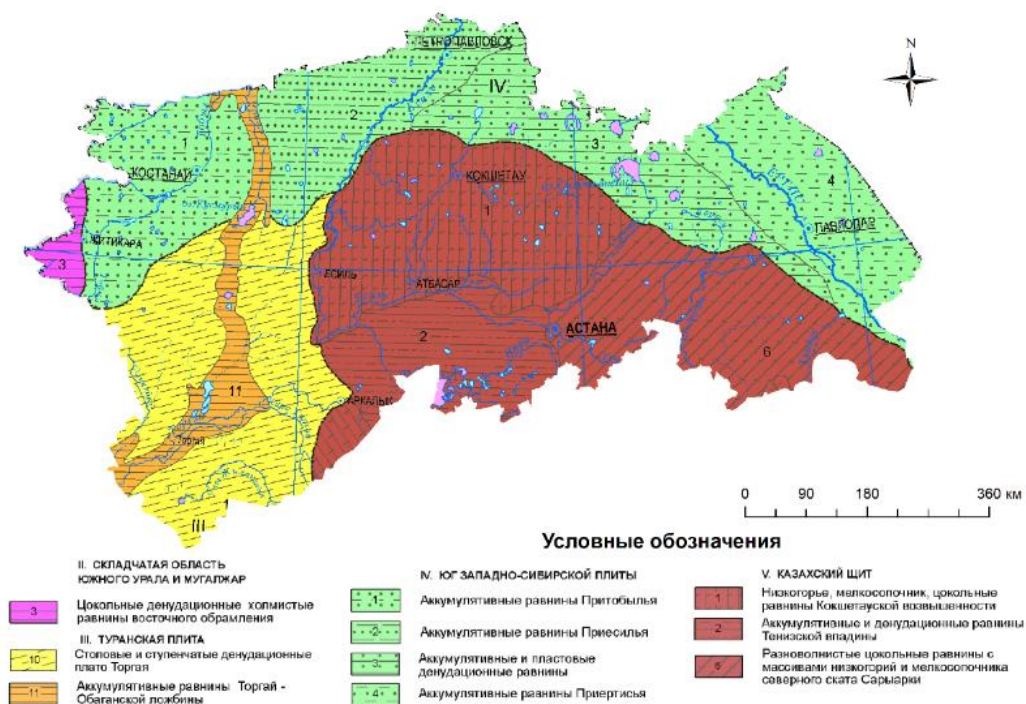 N
ПЕТРОПАВЛОВСК
IV
2
1
3
КОСТАНАЙ
КОКШЕТАУ
1
4
ПАВЛОДАР
ЖИТИКАРА
3
ЕСИЛЬ
АТБАСАР
2
АСТАНА
6
11
АРКАЛЫК
Торгай
III
0 90 180 360 км
Условные обозначения
II. СКЛАДЧАТАЯ ОБЛАСТЬ
ЮЖНОГО УРАЛА И МУГАЛЖАР
3 Цокольные денудационные холмистые
равнины восточного обрамления
III. ТУРАНСКАЯ ПЛИТА
10 Столовые и ступенчатые денудационные
плато Торгая
11 Аккумулятивные равнины Торгай -
Обаганской ложбины
IV. ЮГ ЗАПАДНО-СИБИРСКОЙ ПЛИТЫ
1 Аккумулятивные равнины Притобылья
2 Аккумулятивные равнины Приесилья
3 Аккумулятивные и пластовые
денудационные равнины
4 Аккумулятивные равнины Приертисья
V. КАЗАХСКИЙ ЩИТ
1 Низкогорье, мелкосопочник, цокольные
равнины Кокшетауской возвышенности
2 Аккумулятивные и денудационные равнины
Тенизской впадины
6 Разноволнистые цокольные равнины с
массивами низкогорий и мелкосопочника
северного ската Сарыарки